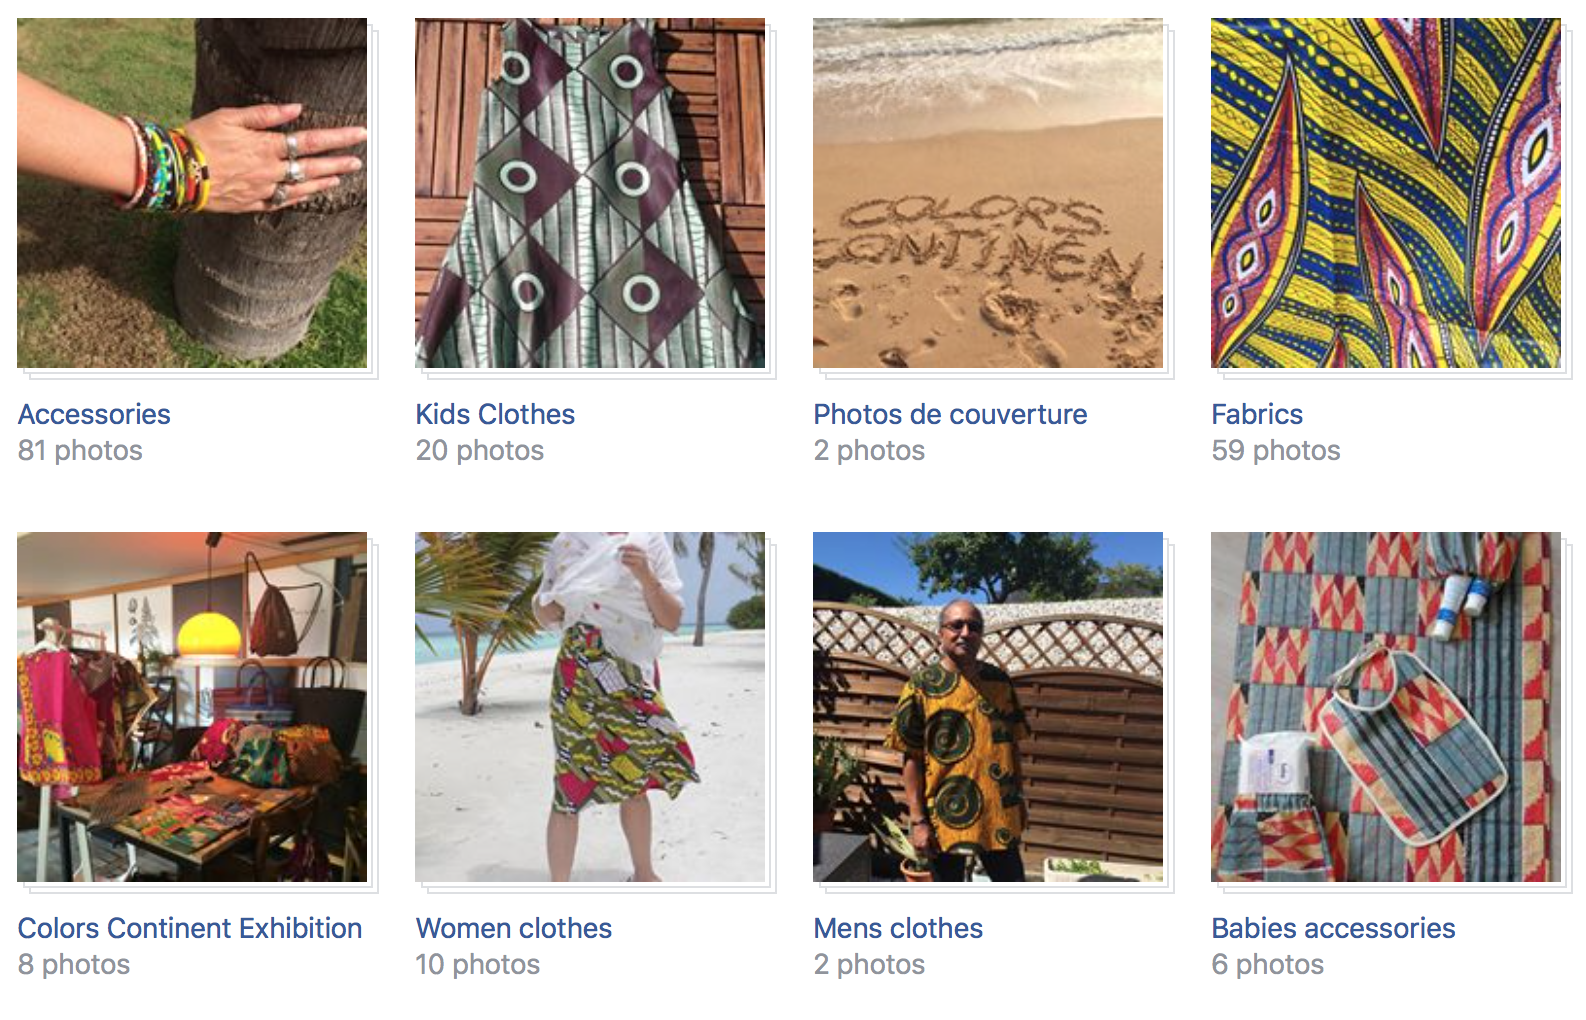 COLORS
CONTINEN
Accessories
81 photos
Kids Clothes
20 photos
Photos de couverture
2 photos
Fabrics
59 photos
Colors Continent Exhibition
8 photos
Women clothes
10 photos
Mens clothes
2 photos
Babies accessories
6 photos